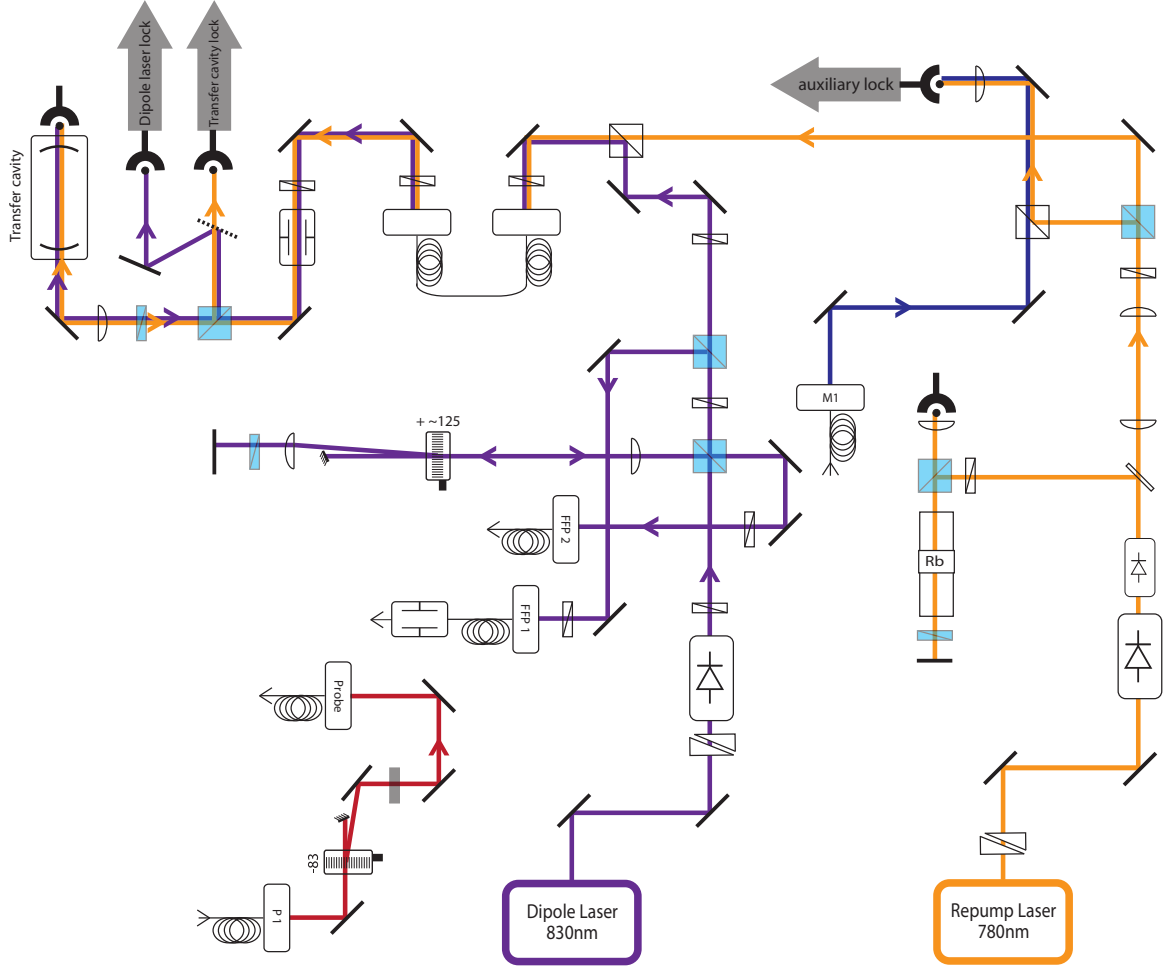 Dipole laser lock
Transfer cavity lock
auxiliary lock
Transfer cavity
+ ~125
M1
FFP 2
Rb
FFP 1
Probe
-83
P1
Dipole Laser
830nm
Repump Laser
780nm